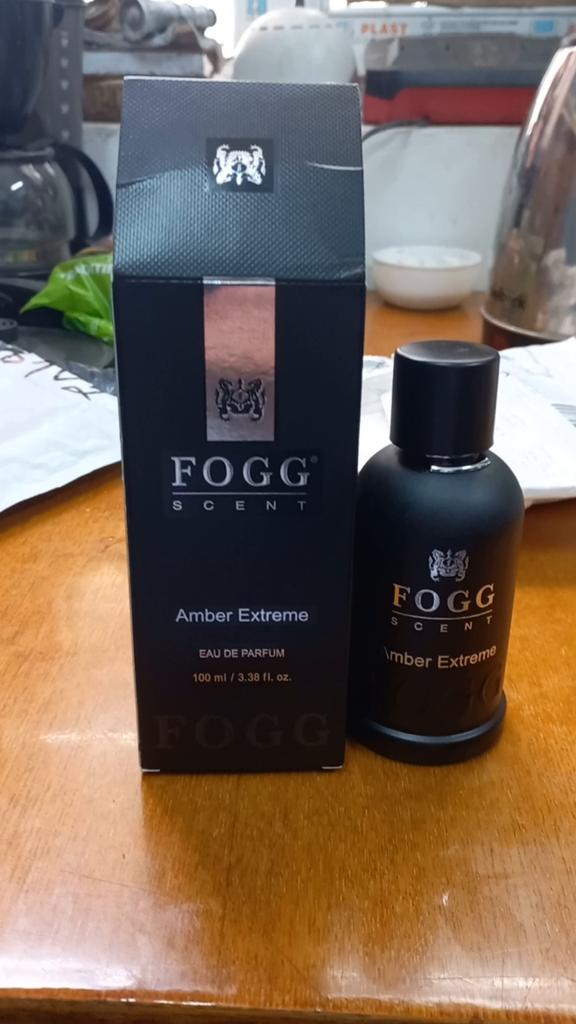 PLAST
FOGG®
SCENT
Amber Extreme
EAU DE PARFUM
100 ml / 3.38 fl. oz.
FOGG
FOGG
SCENT
Amber Extreme
FOGG